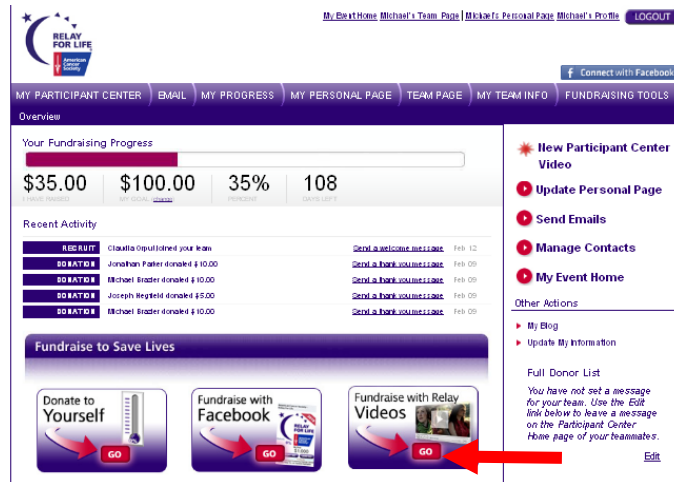 My Event Home Michael's Team Page | Michael's Personal Page Michael's Profile LOGOUT
RELAY
FOR LIFE
American
Cancer
Society
f Connect with Facebook
MY PARTICIPANT CENTER EMAIL MY PROGRESS MY PERSONAL PAGE TEAM PAGE MY TEAM INFO FUNDRAISING TOOLS
Overview
Your Fundraising Progress
$35.00 $100.00 35% 108
I HAVE RAISED MY GOAL (change) PERCENT DAYS LEFT
Recent Activity
RECRUIT Claudia Orpul joined your team Send a welcome message Feb 12
DONATION Jonathan Parker donated $10.00 Send a thank you message Feb 09
DONATION Michael Brazier donated $10.00 Send a thank you message Feb 09
DONATION Joseph donated $5.00 Send a thank you message Feb 09
DONATION Michael Brazier donated $10.00 Send a thank you message Feb 09
Fundraise to Save Lives
Donate to
Yourself
GO
Fundraise with
Facebook
RELAY
FOR LIFE
GO
Fundraise with Relay
Videos
GO
New Participant Center
Video
Update Personal Page
Send Emails
Manage Contacts
My Event Home
Other Actions
My Blog
Update My Information
Full Donor List
You have not set a message
for your team. Use the Edit
link below to leave a message
on the Participant Center
Home page of your teammates.
Edit